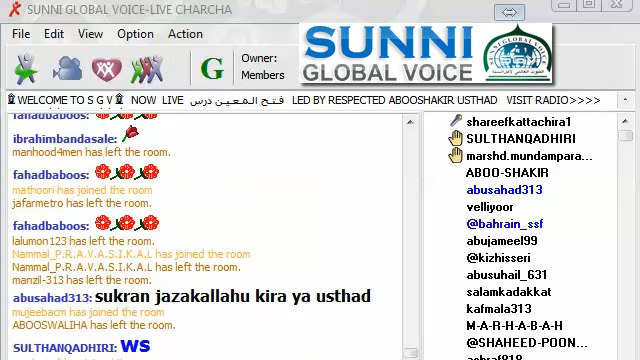 SUNNI GLOBAL VOICE-LIVE CHARCHA
File View Option Action
G
Owner:
Members
SUNNI
GLOBAL VOICE
WELCOME TO S G V NOW LIVE فتح المعين درس LED BY RESPECTED ABOOSHAKIR USTHAD VISIT RADIO>>>>
fahadbaboos:
ibrahimbandasale:
manhood4men has left the room.
fahadbaboos:
mathoori has joined the room
jafarmetro has left the room.
fahadbaboos:
lalumon123 has left the room.
Nammal_P.R.A.V.A.S.I.K.A.L has joined the room
Nammal_P.R.A.V.A.S.I.K.A.L has left the room.
manzil-313 has left the room.
abusahad313: sukran jazakallahu kira ya usthad
mujeebacm has joined the room
ABOOSWALIHA has left the room.
SULTHANQADHIRI: WS
shareefkattachira1
SULTHANQADHIRI
marshd.mundampara...
ABOO-SHAKIR
abusahad313
velliyoor
@bahrain_ssf
abujameel99
@kizhisseri
abusuhail_631
salamkadakkat
kafmala313
M-A-R-H-A-B-A-H
@SHAHEED-POON...
ashraf818